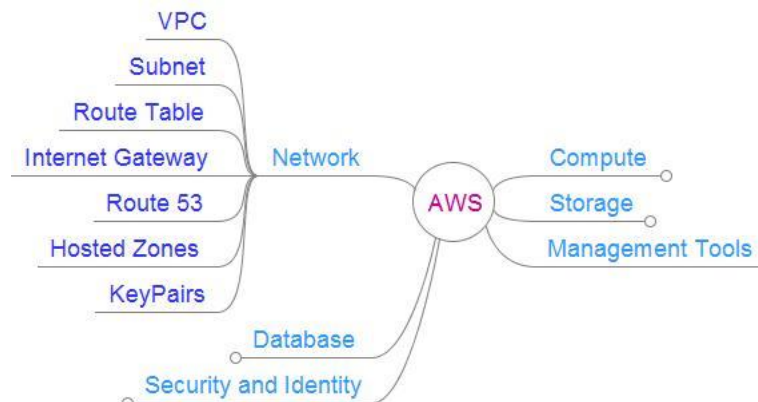 VPC
Subnet
Route Table
Internet Gateway
Route 53
Hosted Zones
KeyPairs
Network
AWS
Compute
Storage
Management Tools
Database
Security and Identity